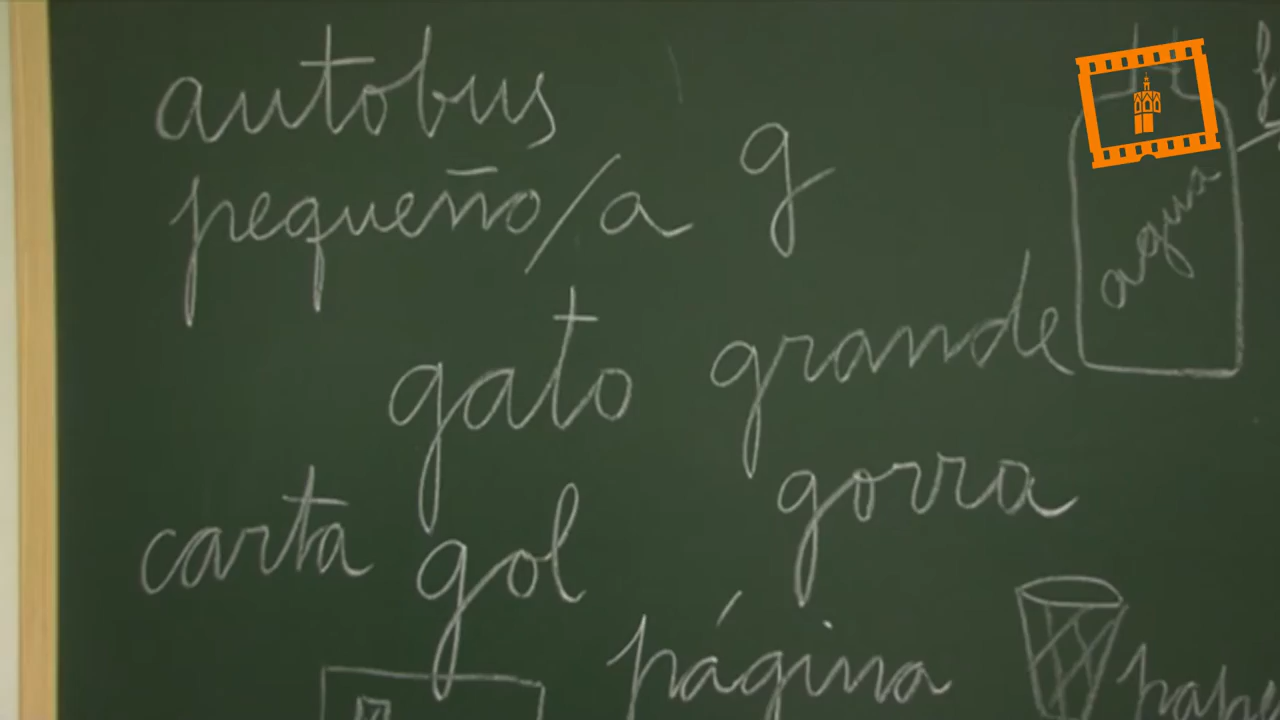 autobus
pequeño/a
g
agua
gato
grande
carta
gol
gorra
página